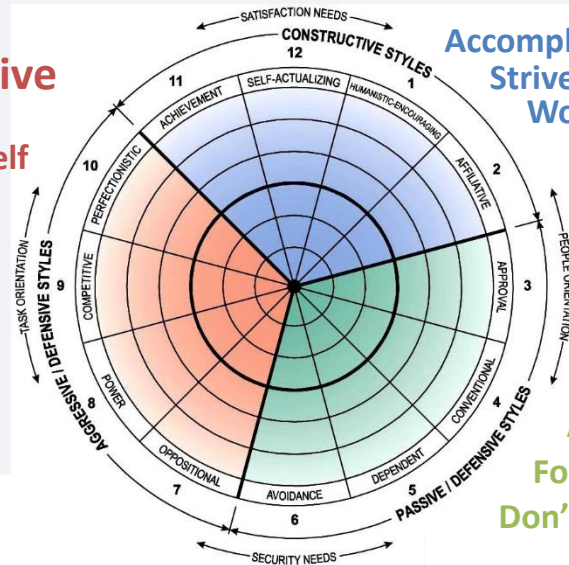 SATISFACTION NEEDS
CONSTRUCTIVE STYLES
12
SELF-ACTUALIZING
11
ACHIEVEMENT
1
HUMANISTIC-ENCOURAGING
2
AFFILIATIVE
10
PERFECTIONISTIC
TASK ORIENTATION
9
COMPETITIVE
APPROVAL
3
PEOPLE ORIENTATION
AGGRESSIVE / DEFENSIVE STYLES
8
POWER
CONVENTIONAL
4
7
OPPOSITIONAL
AVOIDANCE
6
DEPENDENT
5
PASSIVE / DEFENSIVE STYLES
SECURITY NEEDS
ive
elf
Accompl
Strive
Wo
Fo
Don'